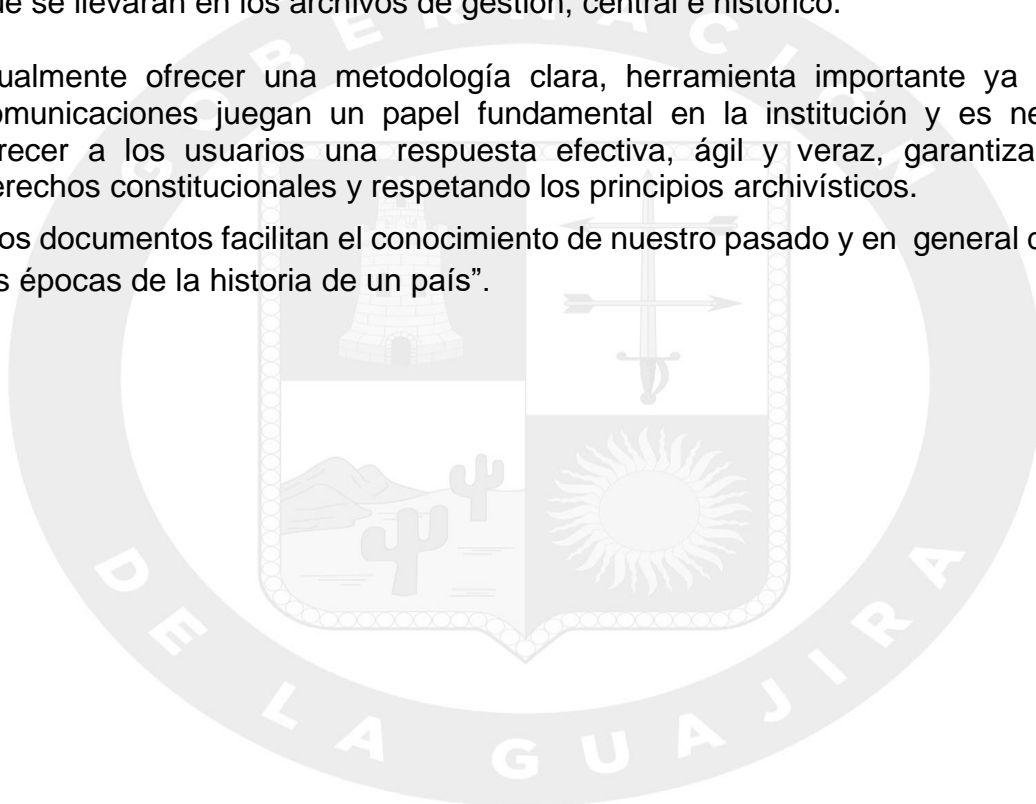 ue se llevarán en los archivos de gestión, central e histórico.
ualmente ofrecer una metodología clara, herramienta importante ya
omunicaciones juegan un papel fundamental en la institución y es ne
recer a los usuarios una respuesta efectiva, ágil y veraz, garantiza
erechos constitucionales y respetando los principios archivísticos.
os documentos facilitan el conocimiento de nuestro pasado y en general
s épocas de la historia de un país”.
GOBERNACIÓN
DE LA GUAJIRA